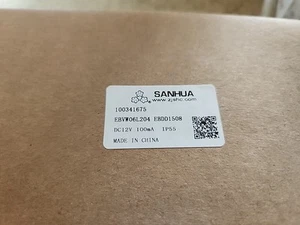 SANHUA
www.zjshc.com
100341675
EBVW06L204 EBDD1508
DC12V 100mA IP55
MADE IN CHINA